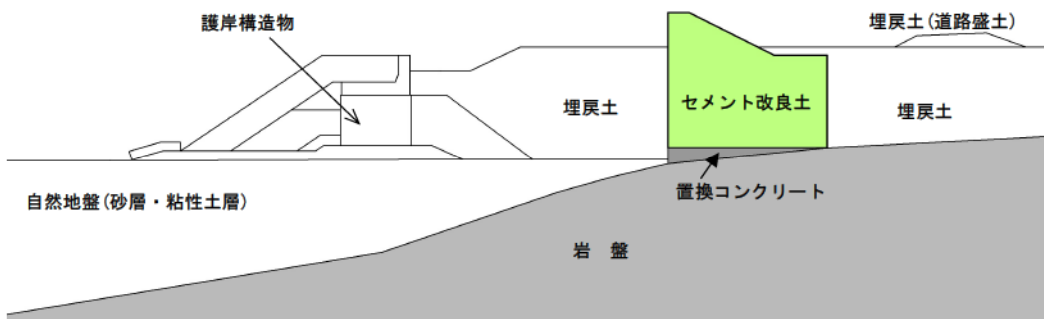 護岸構造物
埋戻土(道路盛土)
セメント改良土
埋戻土
埋戻土
置換コンクリート
自然地盤(砂層・粘性土層)
岩 盤